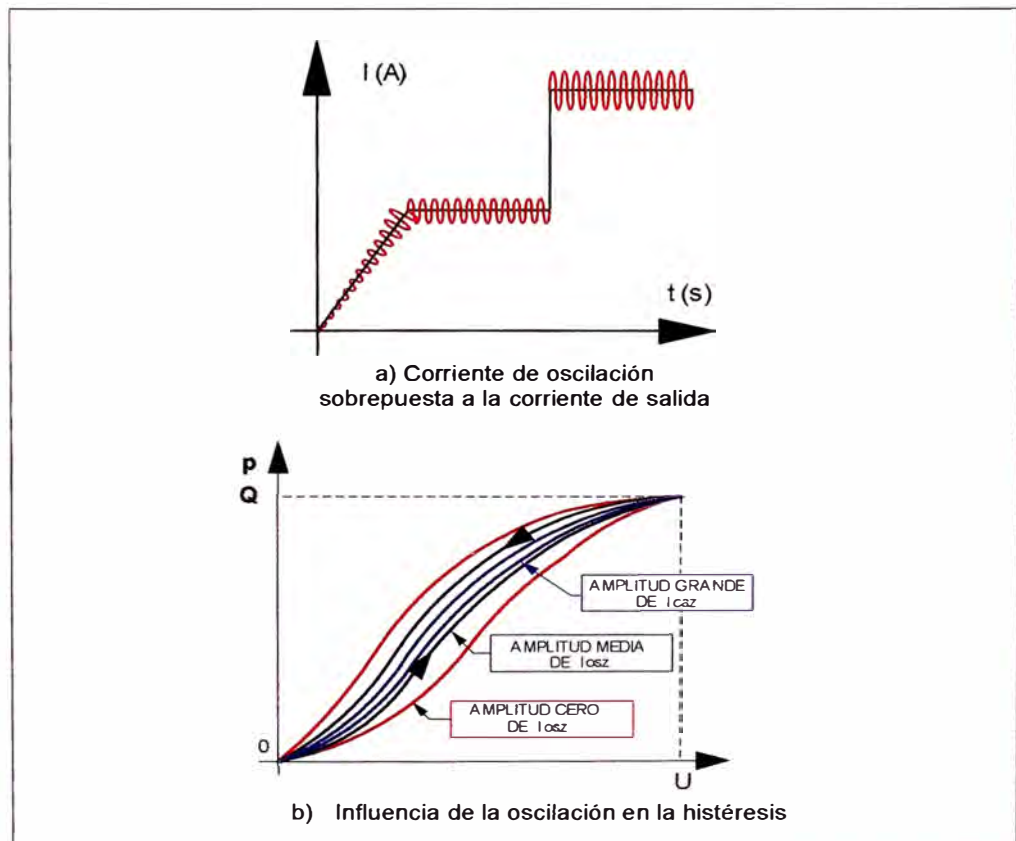 I (A)
t (s)
a) Corriente de oscilación
sobrepuesta a la corriente de salida
p
Q
AMPLITUD GRANDE
DE Icaz
AMPLITUD MEDIA
DE Iosz
AMPLITUD CERO
DE Iosz
0
U
b) Influencia de la oscilación en la histéresis